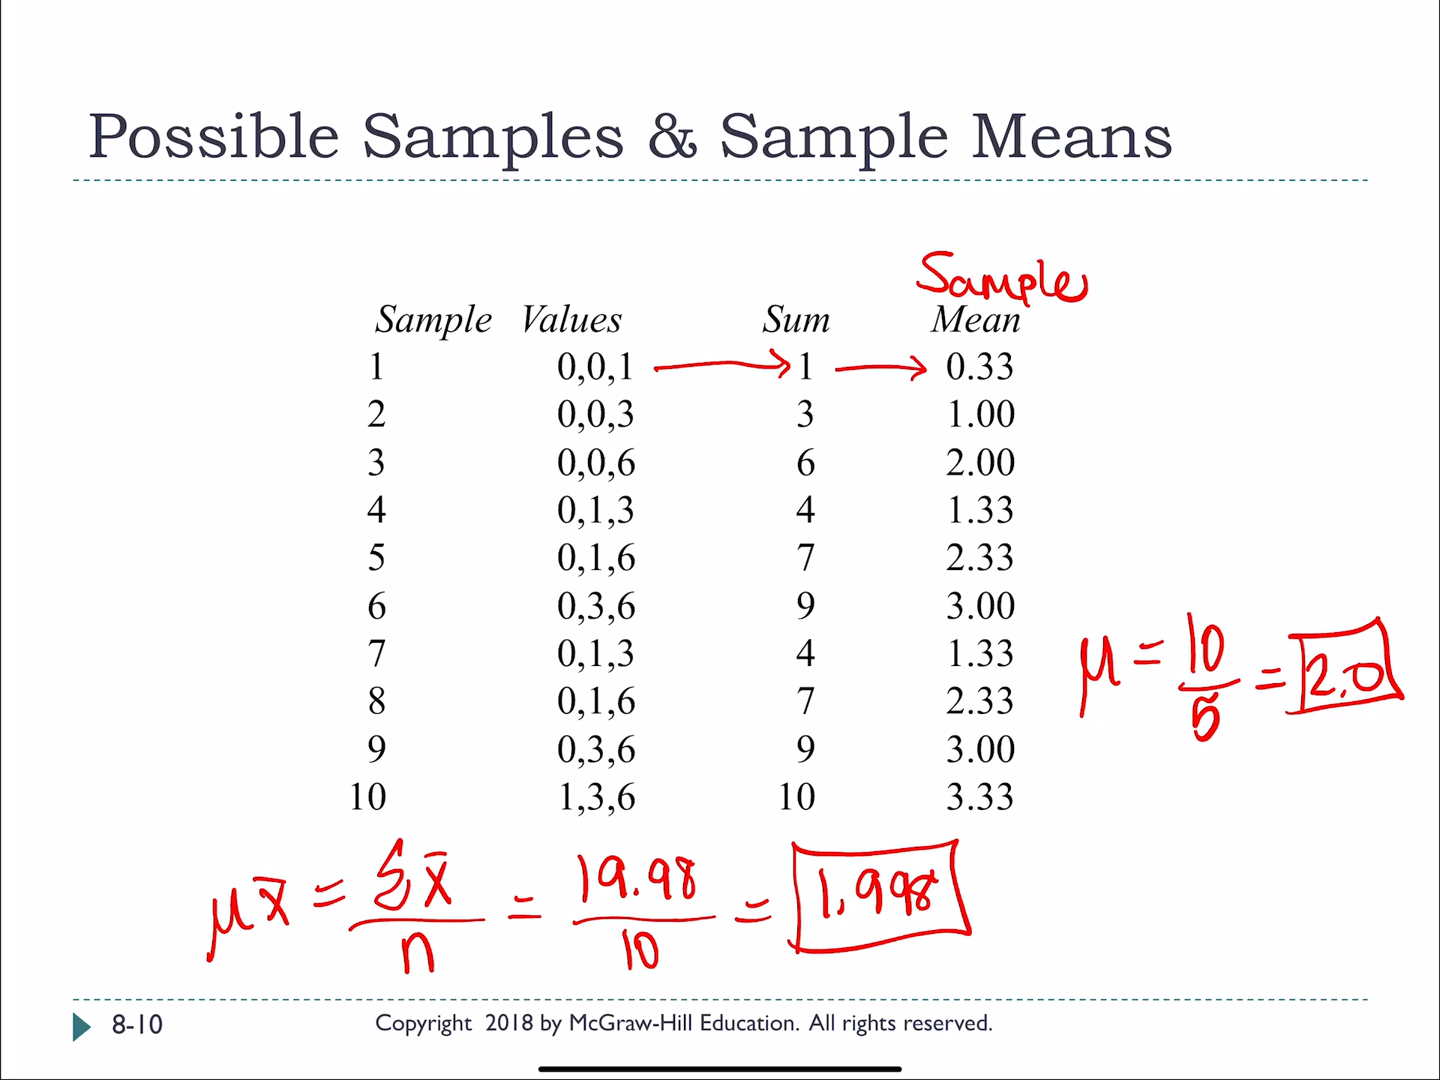 Possible Samples & Sample Means
Sample
Sample Values Sum Mean
1 0,0,1 → 1 → 0.33
2 0,0,3 3 1.00
3 0,0,6 6 2.00
4 0,1,3 4 1.33
5 0,1,6 7 2.33
6 0,3,6 9 3.00
7 0,1,3 4 1.33
8 0,1,6 7 2.33
9 0,3,6 9 3.00
10 1,3,6 10 3.33
μ = 10/5 = 2.0
μx̄ = Σx̄/n = 19.98/10 = 1.998
8-10 Copyright 2018 by McGraw-Hill Education. All rights reserved.